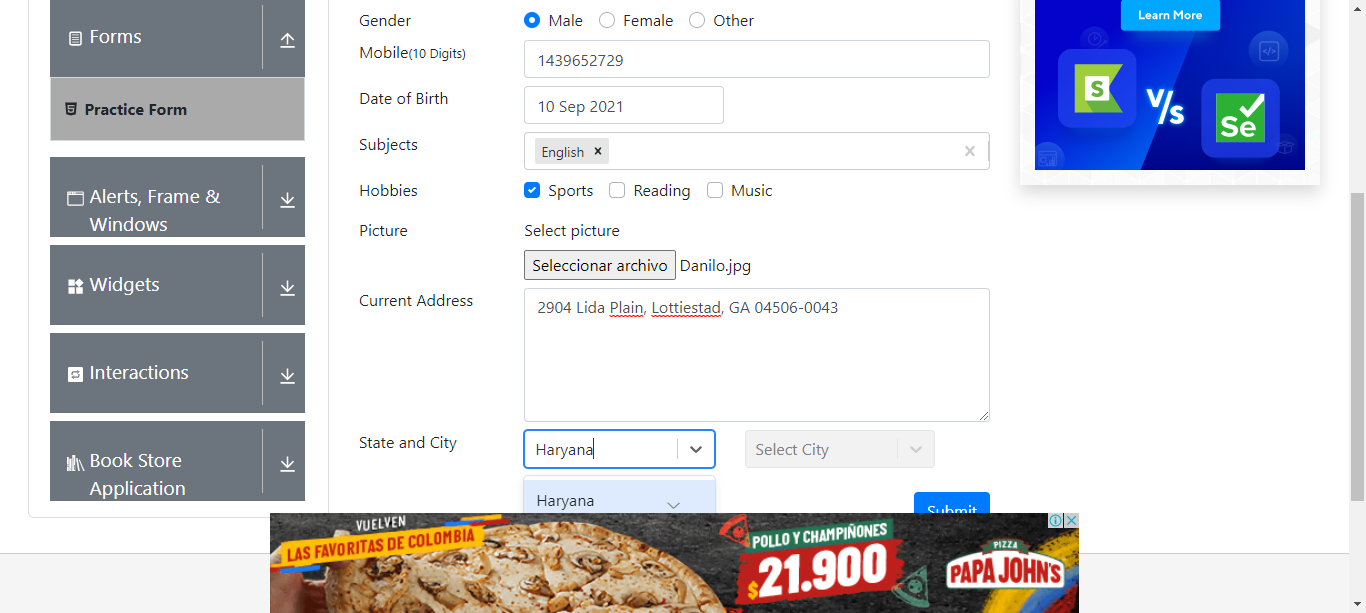 Forms
Practice Form
Alerts, Frame &
Windows
Widgets
Interactions
Book Store
Application
Gender
Male Female Other
Mobile(10 Digits)
1439652729
Date of Birth
10 Sep 2021
Subjects
English ×
×
Hobbies
Sports Reading Music
Picture
Select picture
Seleccionar archivo Danilo.jpg
Current Address
2904 Lida Plain, Lottiestad, GA 04506-0043
State and City
Haryana
Select City
Haryana
Submit
Learn More
S
V/s
Se
VUELVEN
LAS FAVORITAS DE COLOMBIA
POLLO Y CHAMPIÑONES
$21.900
PIZZA
PAPA JOHN'S